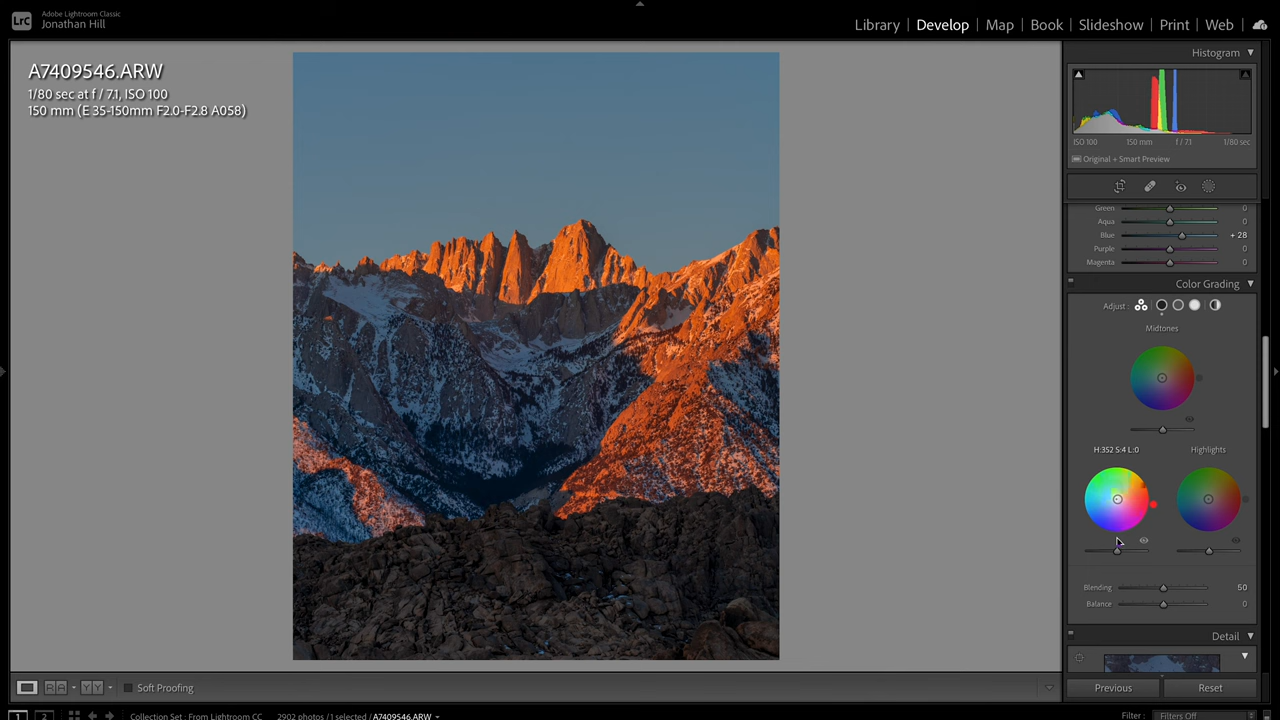 LrC
Adobe Lightroom Classic
Jonathan Hill
Library | Develop | Map | Book | Slideshow | Print | Web
A7409546.ARW
1/80 sec at f / 7.1, ISO 100
150 mm (E 35-150mm F2.0-F2.8 A058)
Histogram
ISO 100 150 mm f / 7.1 1/80 sec
Original + Smart Preview
Green 0
Aqua 0
Blue + 28
Purple 0
Magenta 0
Color Grading
Adjust :
Midtones
H:352 S:4 L:0 Highlights
Blending 50
Balance 0
Detail
Previous Reset
R A Y Y Soft Proofing
1 2 Collection Set : From Lightroom CC 2902 photos / 1 selected / A7409546.ARW Filter : Filters Off